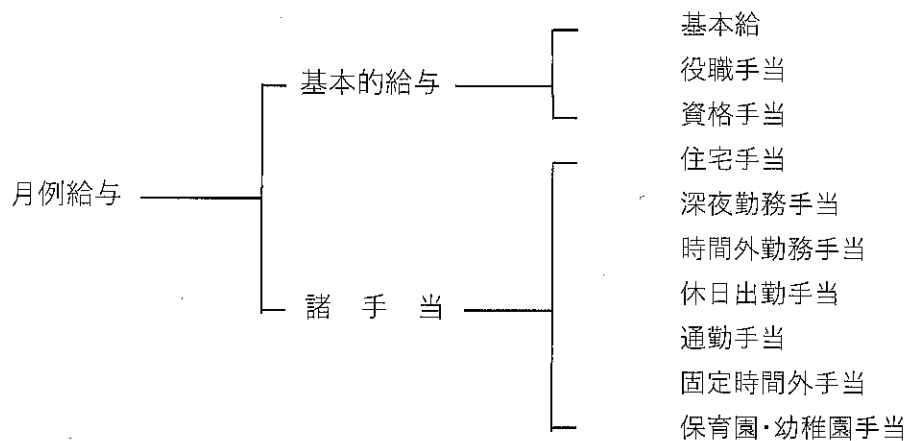 基本給
基本的給与
役職手当
資格手当
住宅手当
月例給与
深夜勤務手当
時間外勤務手当
休日出勤手当
諸手当
通勤手当
固定時間外手当
保育園・幼稚園手当